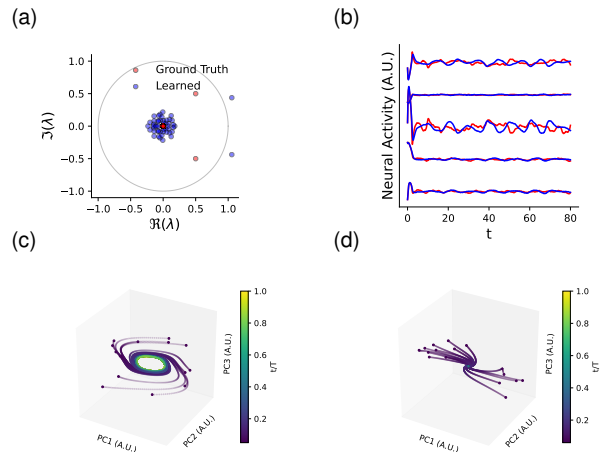 (a)
1.0
0.5
0.0
−0.5
−1.0
ℑ(λ)
Ground Truth
Learned
−1.0 −0.5 0.0 0.5 1.0
ℜ(λ)
(b)
Neural Activity (A.U.)
0 20 40 60 80
t
(c)
PC1 (A.U.)
PC2 (A.U.)
PC3 (A.U.)
1.0
0.8
0.6
0.4
0.2
t/T
(d)
PC1 (A.U.)
PC2 (A.U.)
PC3 (A.U.)
1.0
0.8
0.6
0.4
0.2
t/T